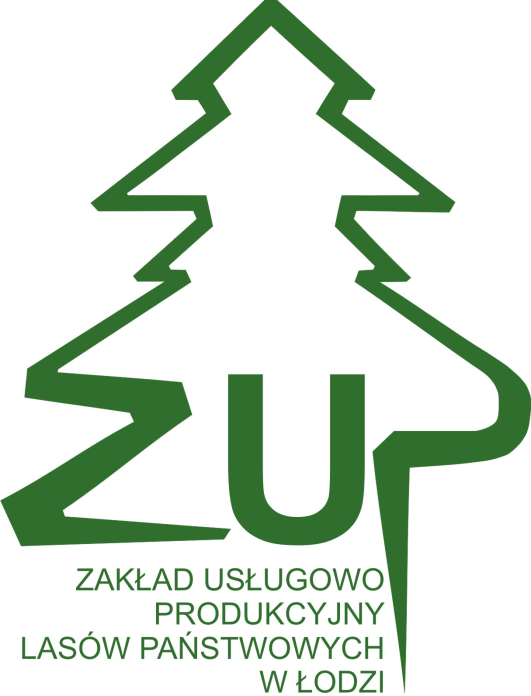 ZUP
ZAKŁAD USŁUGOWO
PRODUKCYJNY
LASÓW PAŃSTWOWYCH
W ŁODZI